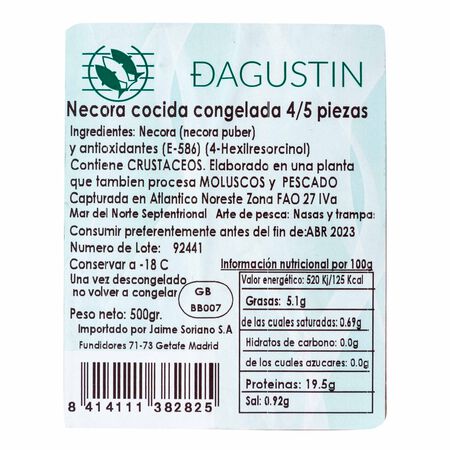 DAGUSTIN
Necora cocida congelada 4/5 piezas
Ingredientes: Necora (necora puber)
y antioxidantes (E-586) (4-Hexilresorcinol)
Contiene CRUSTACEOS. Elaborado en una planta
que tambien procesa MOLUSCOS y PESCADO
Capturada en Atlantico Noreste Zona FAO 27 IVa
Mar del Norte Septentrional Arte de pesca: Nasas y trampa
Consumir preferentemente antes del fin de:ABR 2023
Numero de Lote: 92441
Conservar a -18 C
Una vez descongelado
no volver a congelar
GB
BB007
Peso neto: 500gr.
Importado por Jaime Soriano S.A
Fundidores 71-73 Getafe Madrid
8 414111 382825
Información nutricional por 100g
Valor energético: 520 Kj/125 Kcal
Grasas: 5.1g
de las cuales saturadas: 0.69g
Hidratos de carbono: 0.0g
de los cuales azucares: 0.0g
Proteinas: 19.5g
Sal: 0.92g